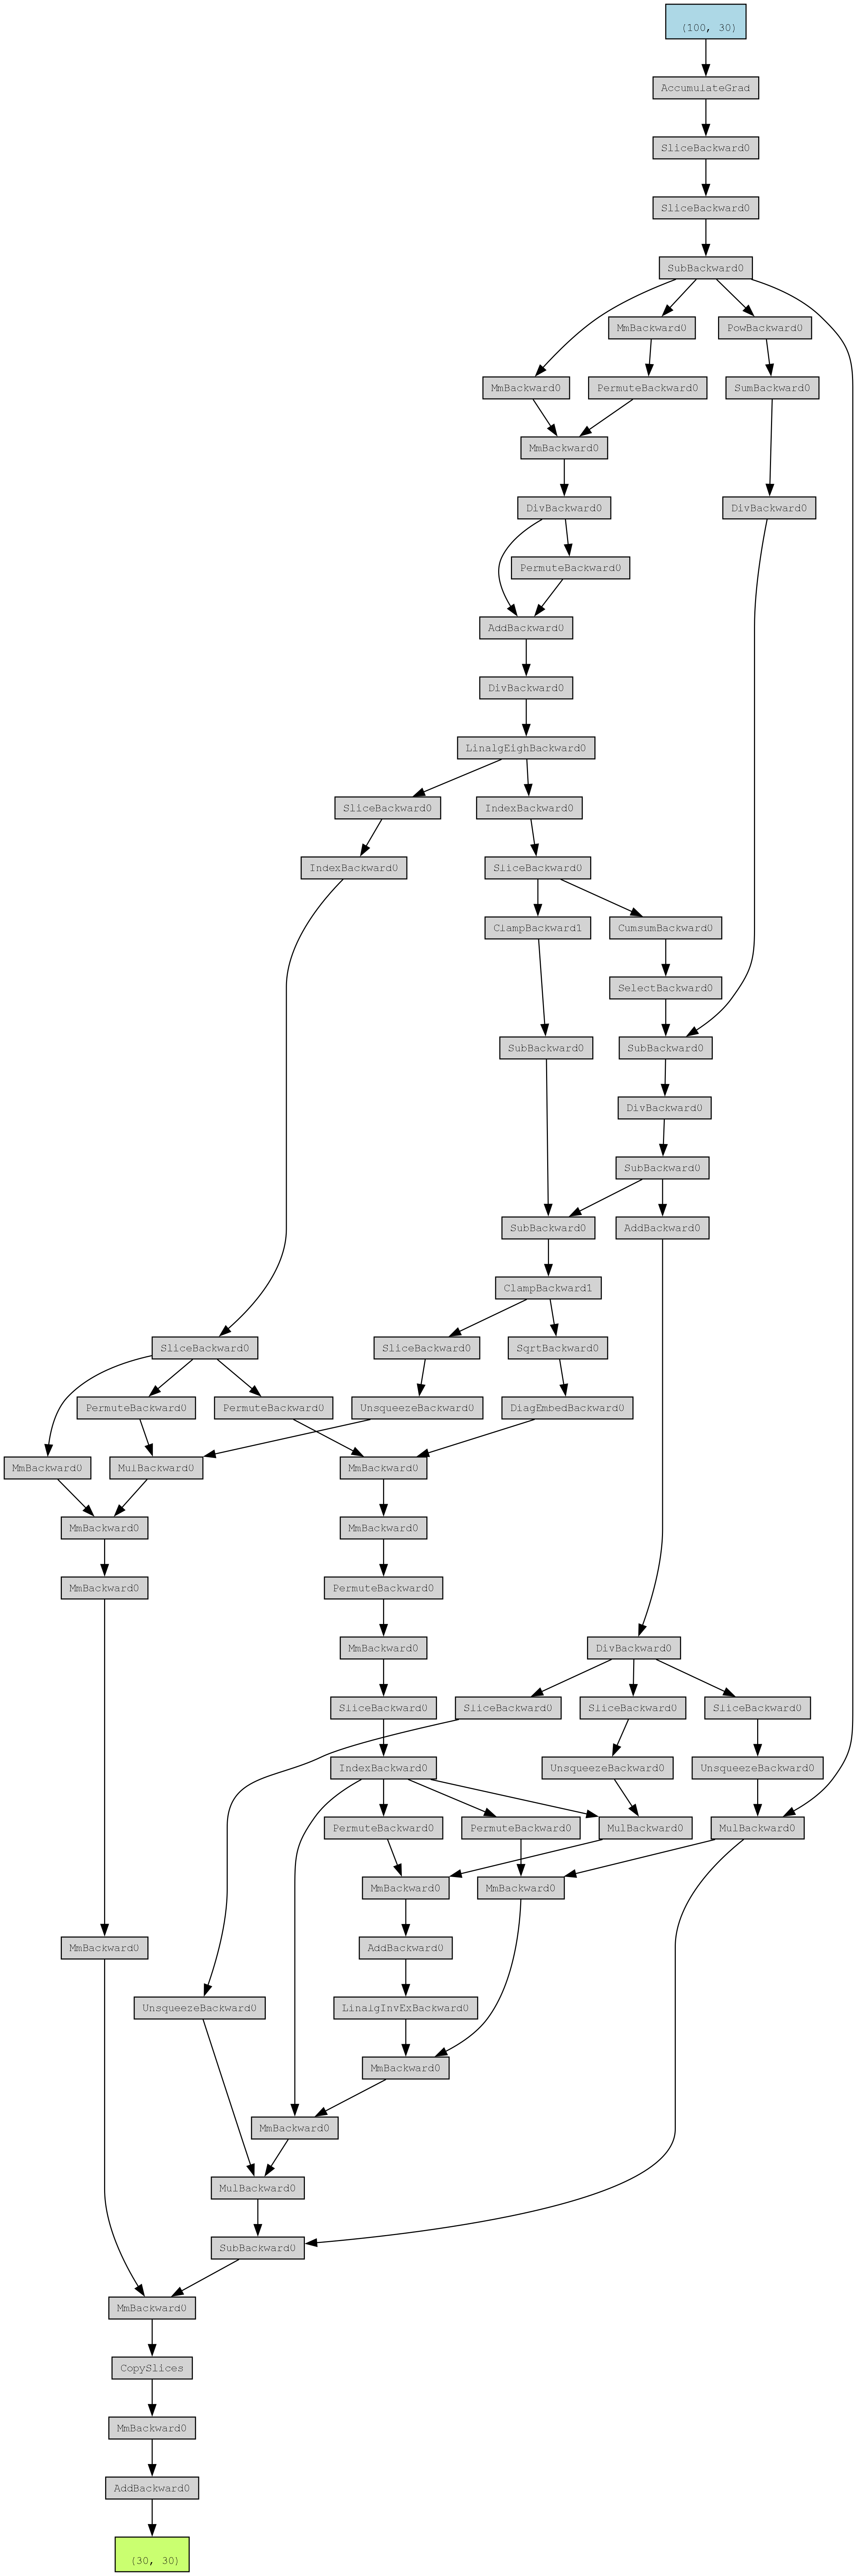 (100, 30)
AccumulateGrad
SliceBackward0
SliceBackward0
SubBackward0
MmBackward0
PowBackward0
MmBackward0
PermuteBackward0
SumBackward0
MmBackward0
DivBackward0
DivBackward0
PermuteBackward0
AddBackward0
DivBackward0
LinalgEighBackward0
SliceBackward0
IndexBackward0
IndexBackward0
SliceBackward0
ClampBackward1
CumsumBackward0
SelectBackward0
SubBackward0
SubBackward0
DivBackward0
SubBackward0
SubBackward0
AddBackward0
ClampBackward1
SliceBackward0
SliceBackward0
SqrtBackward0
PermuteBackward0
PermuteBackward0
UnsqueezeBackward0
DiagEmbedBackward0
MmBackward0
MulBackward0
MmBackward0
MmBackward0
MmBackward0
MmBackward0
PermuteBackward0
MmBackward0
DivBackward0
SliceBackward0
SliceBackward0
SliceBackward0
SliceBackward0
IndexBackward0
UnsqueezeBackward0
UnsqueezeBackward0
PermuteBackward0
PermuteBackward0
MulBackward0
MulBackward0
MmBackward0
MmBackward0
MmBackward0
AddBackward0
UnsqueezeBackward0
LinalgInvExBackward0
MmBackward0
MmBackward0
MulBackward0
SubBackward0
MmBackward0
CopySlices
MmBackward0
AddBackward0
(30, 30)